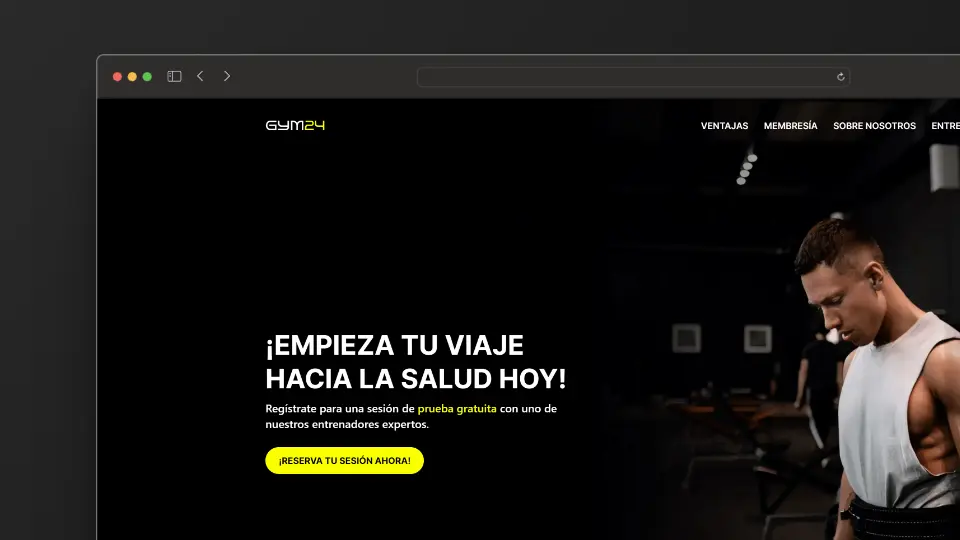 GYM24
VENTAJAS MEMBRESÍA SOBRE NOSOTROS ENTRE
¡EMPIEZA TU VIAJE
HACIA LA SALUD HOY!
Regístrate para una sesión de prueba gratuita con uno de
nuestros entrenadores expertos.
¡RESERVA TU SESIÓN AHORA!